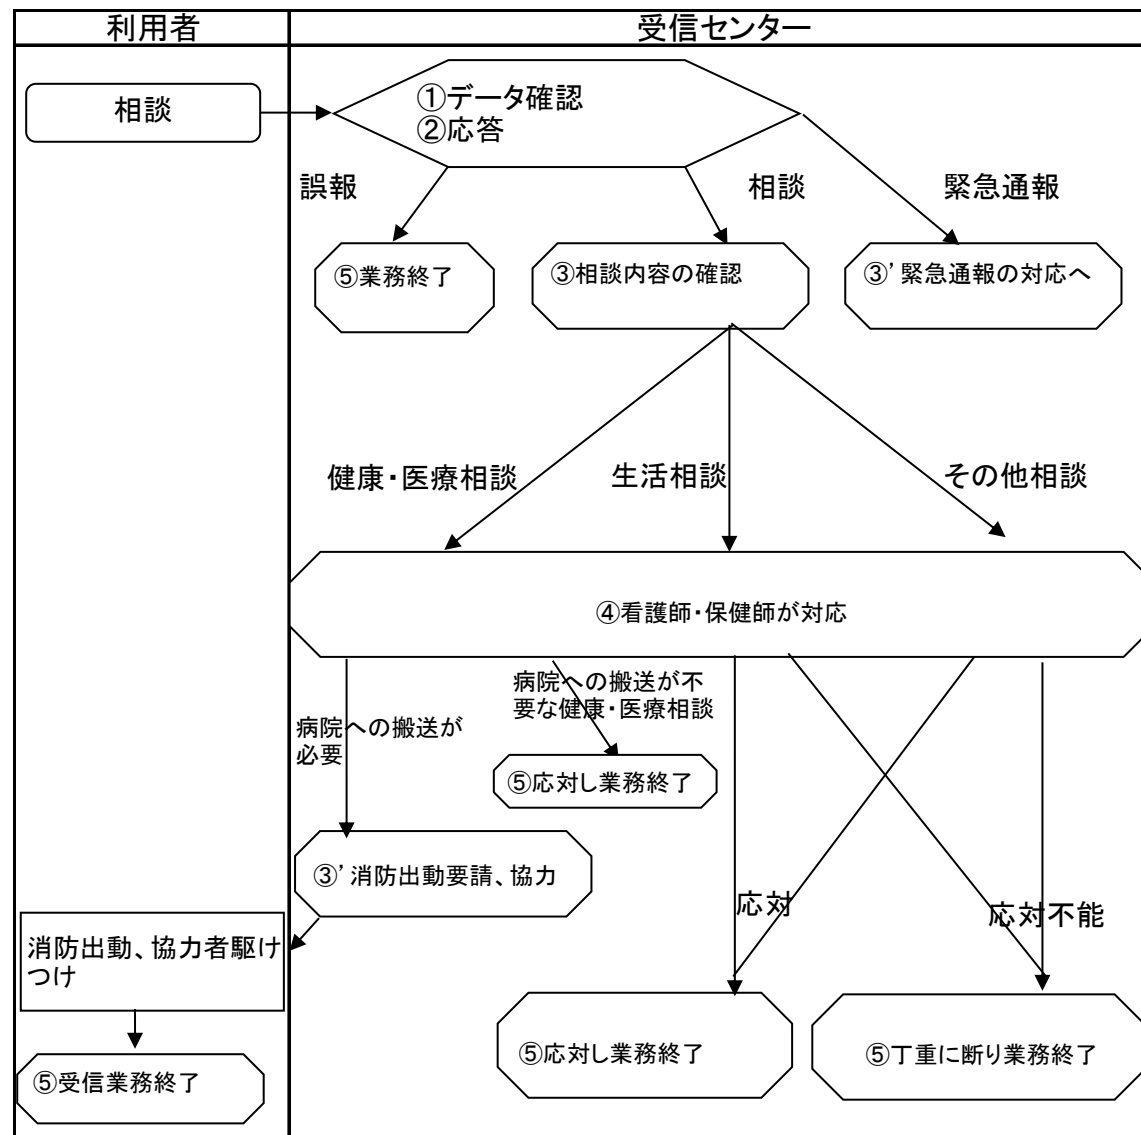 利用者
受信センター
相談
①データ確認
②応答
誤報
相談
緊急通報
⑤業務終了
③相談内容の確認
③’緊急通報の対応へ
健康・医療相談
生活相談
その他相談
④看護師・保健師が対応
病院への搬送が不
要な健康・医療相談
病院への搬送が
必要
⑤応対し業務終了
③’消防出動要請、協力
応対
応対不能
消防出動、協力者駆け
つけ
⑤応対し業務終了
⑤丁重に断り業務終了
⑤受信業務終了